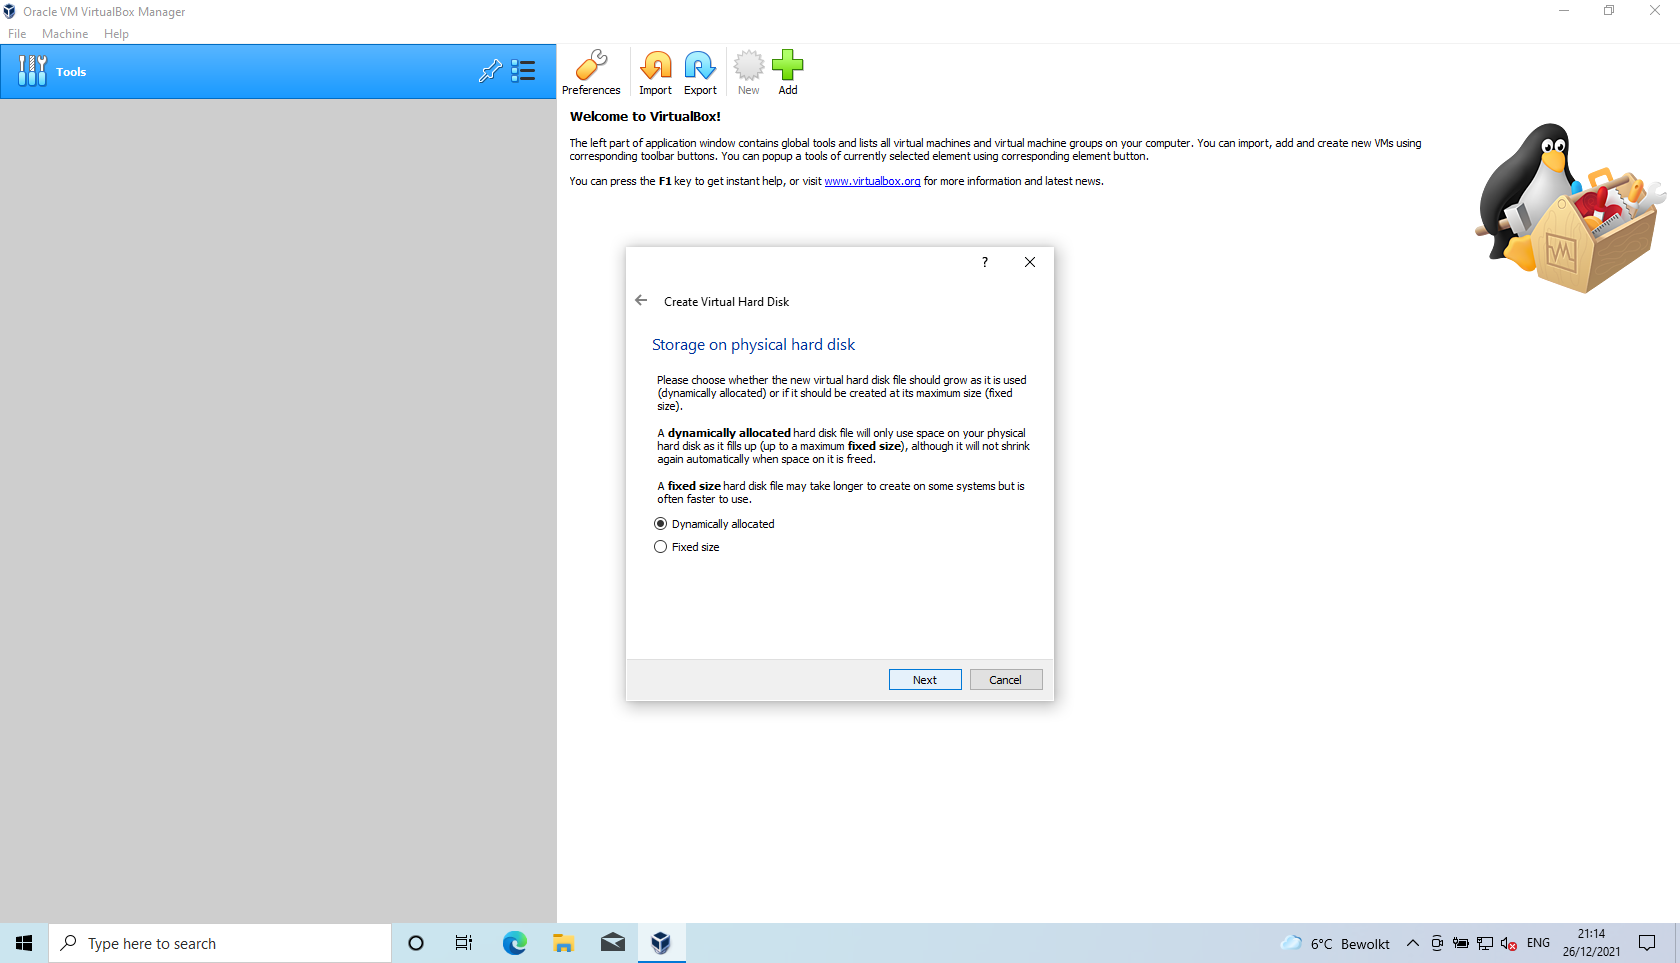 Oracle VM VirtualBox Manager
File Machine Help
Tools
Preferences Import Export New Add
Welcome to VirtualBox!
The left part of application window contains global tools and lists all virtual machines and virtual machine groups on your computer. You can import, add and create new VMs using
corresponding toolbar buttons. You can popup a tools of currently selected element using corresponding element button.
You can press the F1 key to get instant help, or visit www.virtualbox.org for more information and latest news.
?
Create Virtual Hard Disk
Storage on physical hard disk
Please choose whether the new virtual hard disk file should grow as it is used
(dynamically allocated) or if it should be created at its maximum size (fixed
size).
A dynamically allocated hard disk file will only use space on your physical
hard disk as it fills up (up to a maximum fixed size), although it will not shrink
again automatically when space on it is freed.
A fixed size hard disk file may take longer to create on some systems but is
often faster to use.
Dynamically allocated
Fixed size
Next Cancel
Type here to search
6°C Bewolkt
ENG
21:14
26/12/2021